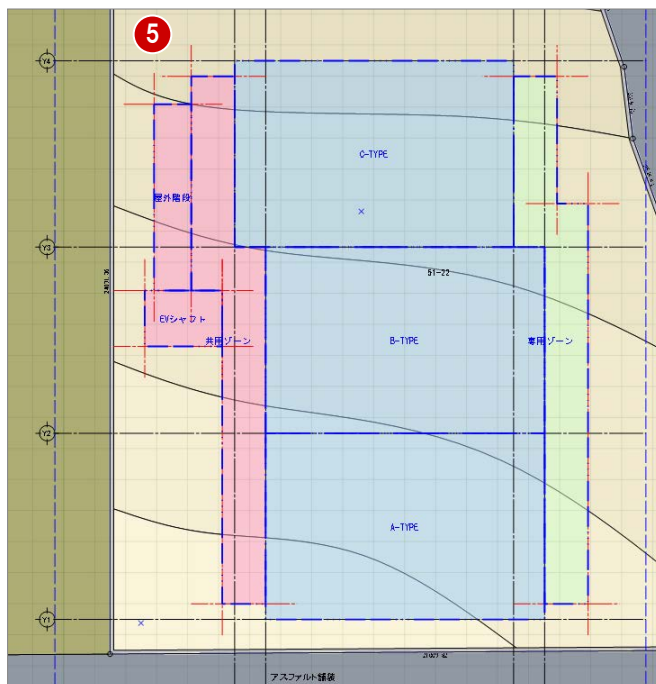 5
Y4
C-TYPE
屋外階段
Y3
51-22
EVシャフト
共用ゾーン
B-TYPE
専用ゾーン
Y2
A-TYPE
Y1
アスファルト舗装